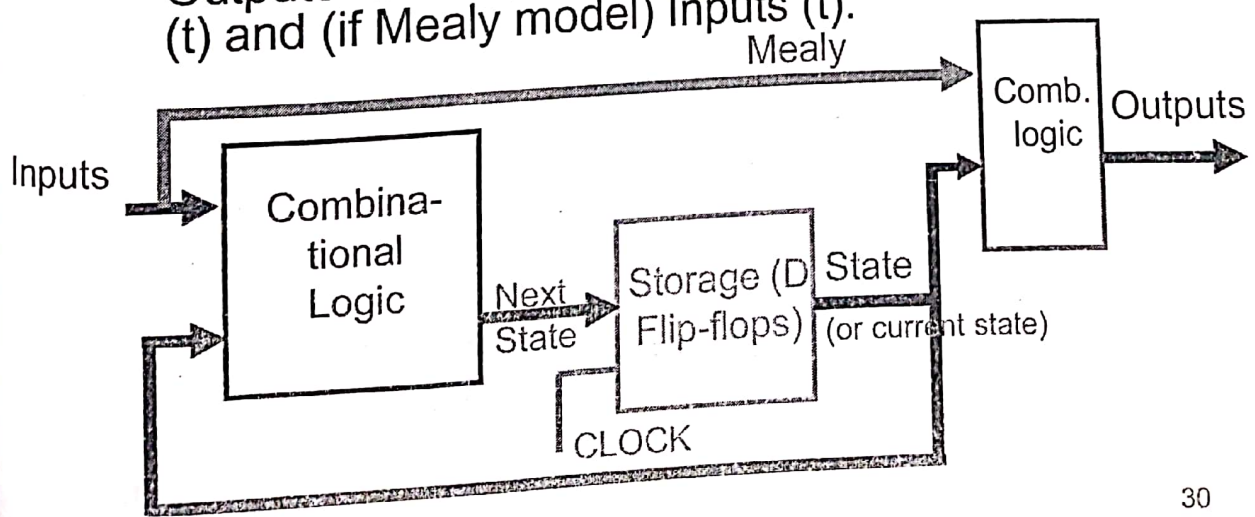 (t) and (if Mealy model) Inputs (t).
Mealy
Comb.
logic
Outputs
Inputs
Combina-
tional
Logic
Next
State
Storage (D
Flip-flops)
State
(or current state)
CLOCK
30